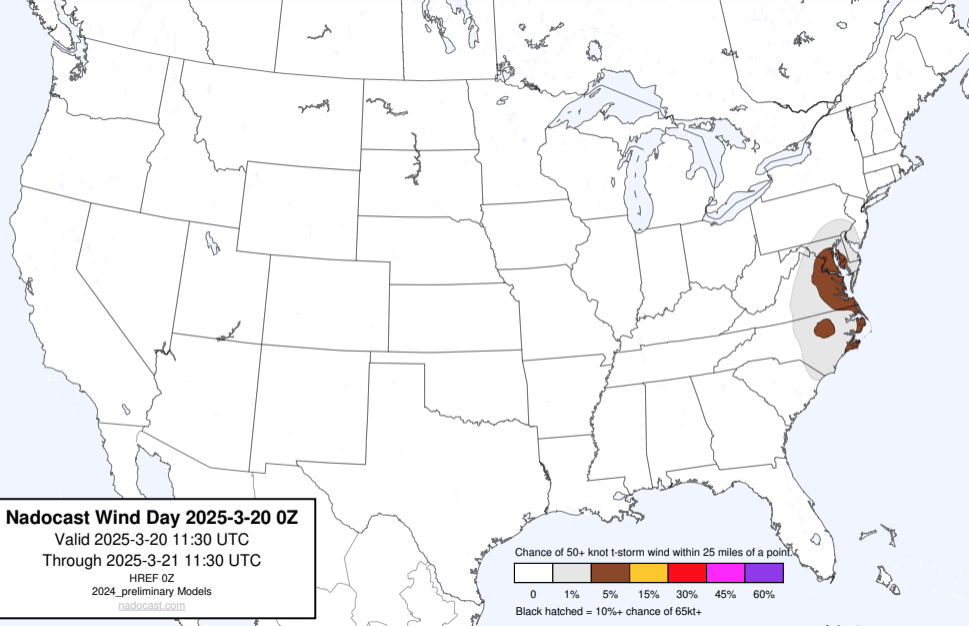 Nadocast Wind Day 2025-3-20 0Z
Valid 2025-3-20 11:30 UTC
Through 2025-3-21 11:30 UTC
HREF 0Z
2024_preliminary Models
nadocast.com
Chance of 50+ knot t-storm wind within 25 miles of a point.
0 1% 5% 15% 30% 45% 60%
Black hatched = 10%+ chance of 65kt+